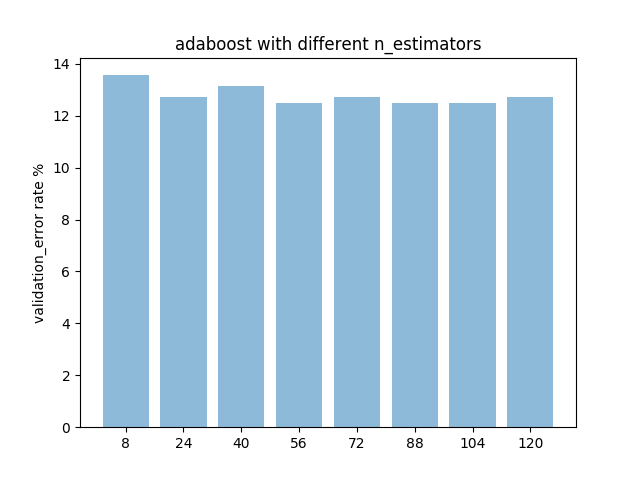 adaboost with different n_estimators
validation_error rate %
14
12
10
8
6
4
2
0
8 24 40 56 72 88 104 120